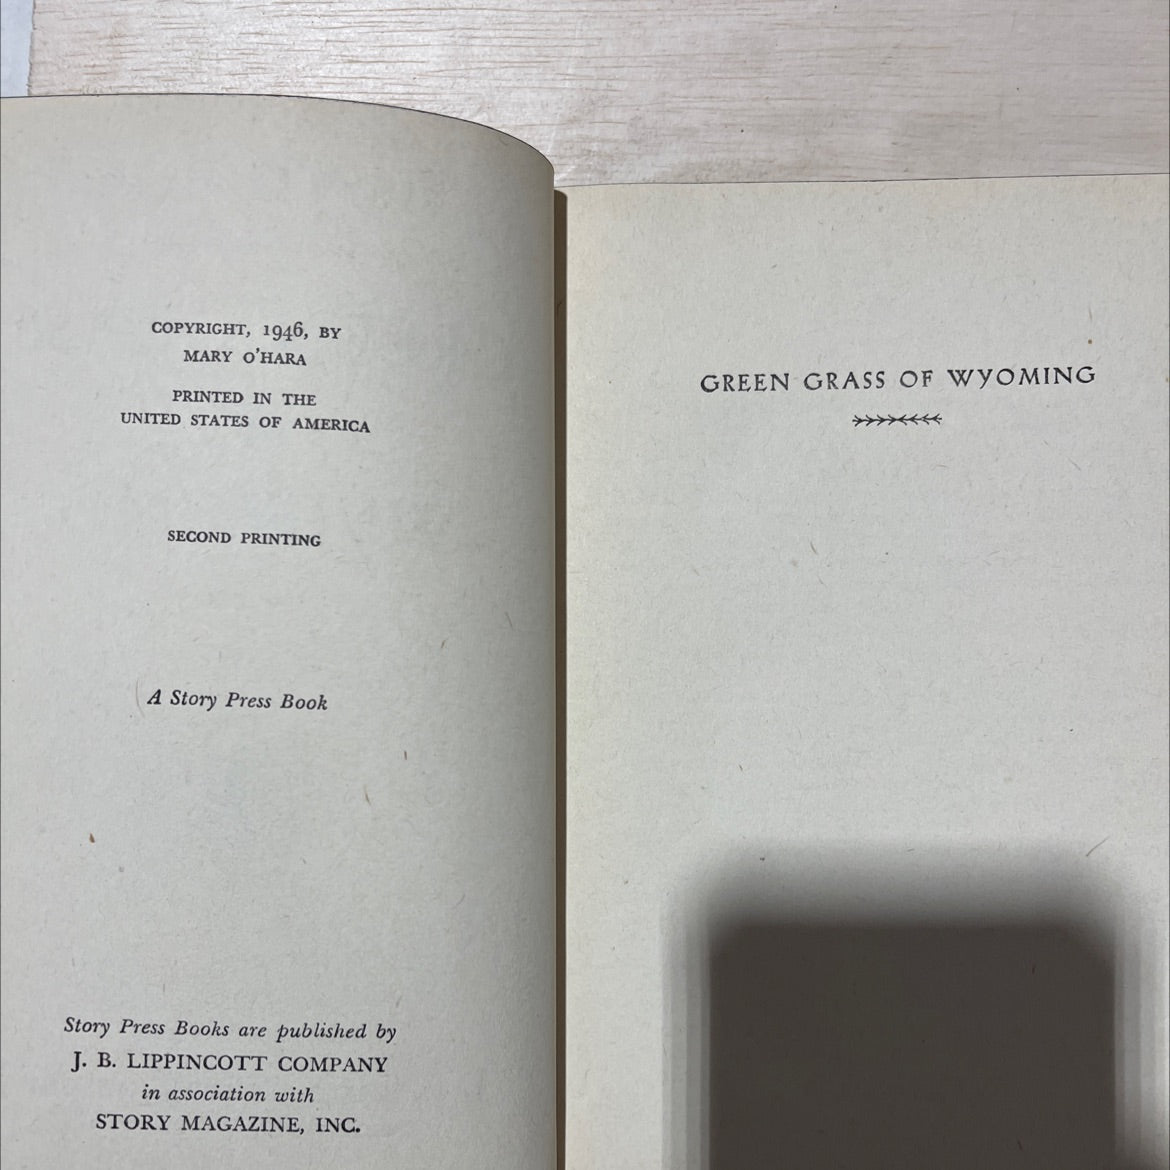 COPYRIGHT, 1946, BY
MARY O'HARA
PRINTED IN THE
UNITED STATES OF AMERICA
SECOND PRINTING
A Story Press Book
Story Press Books are published by
J. B. LIPPINCOTT COMPANY
in association with
STORY MAGAZINE, INC.
GREEN GRASS OF WYOMING